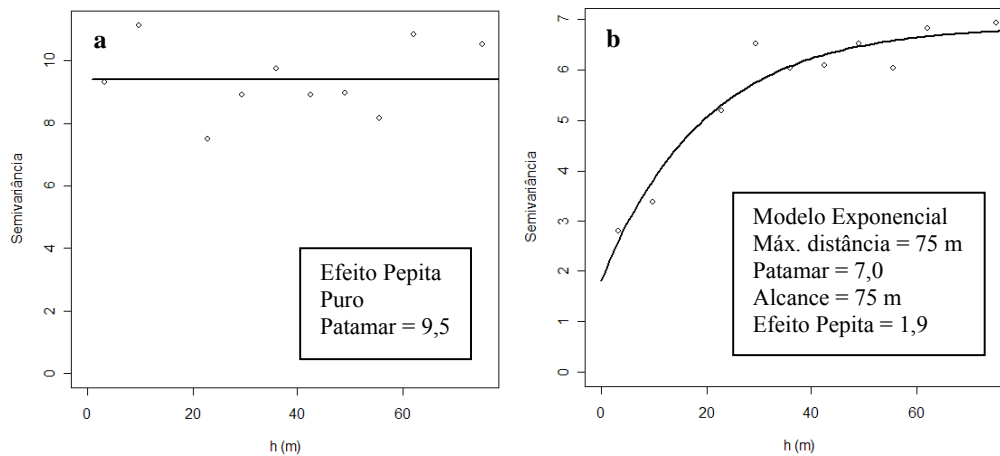 a
Semivariância
10
8
6
4
2
0
Efeito Pepita
Puro
Patamar = 9,5
0
20
40
60
h (m)
b
Semivariância
7
6
5
4
3
2
1
0
Modelo Exponencial
Máx. distância = 75 m
Patamar = 7,0
Alcance = 75 m
Efeito Pepita = 1,9
0
20
40
60
h (m)